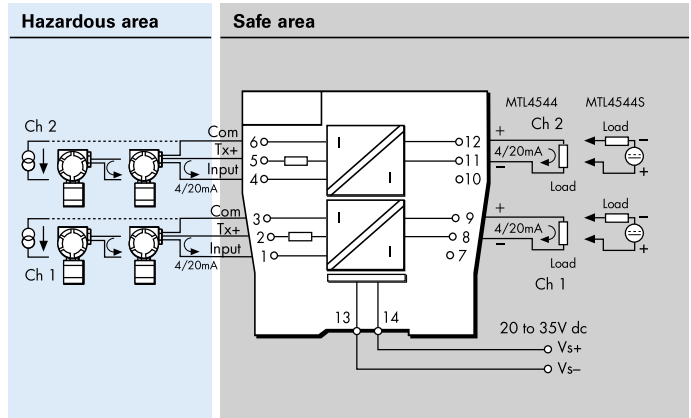 Hazardous area
Safe area
MTL4544
MTL4544S
Ch 2
Ch 2
Load
Com
Tx+
Input
4/20mA
6
5
4
I
I
12
11
10
+
4/20mA
–
Load
–
+
Com
Tx+
Input
4/20mA
Ch 1
3
2
1
I
I
9
8
7
+
4/20mA
–
Load
Ch 1
Load
–
+
13
14
20 to 35V dc
Vs+
Vs–